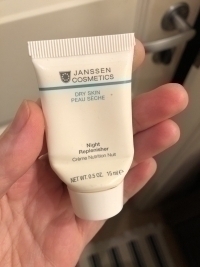 JANSSEN
COSMETICS
DRY SKIN
PEAU SÈCHE
Night
Replenisher
Crème Nutrition Nuit
NET WT. 0.5 OZ. 15 ml ℮